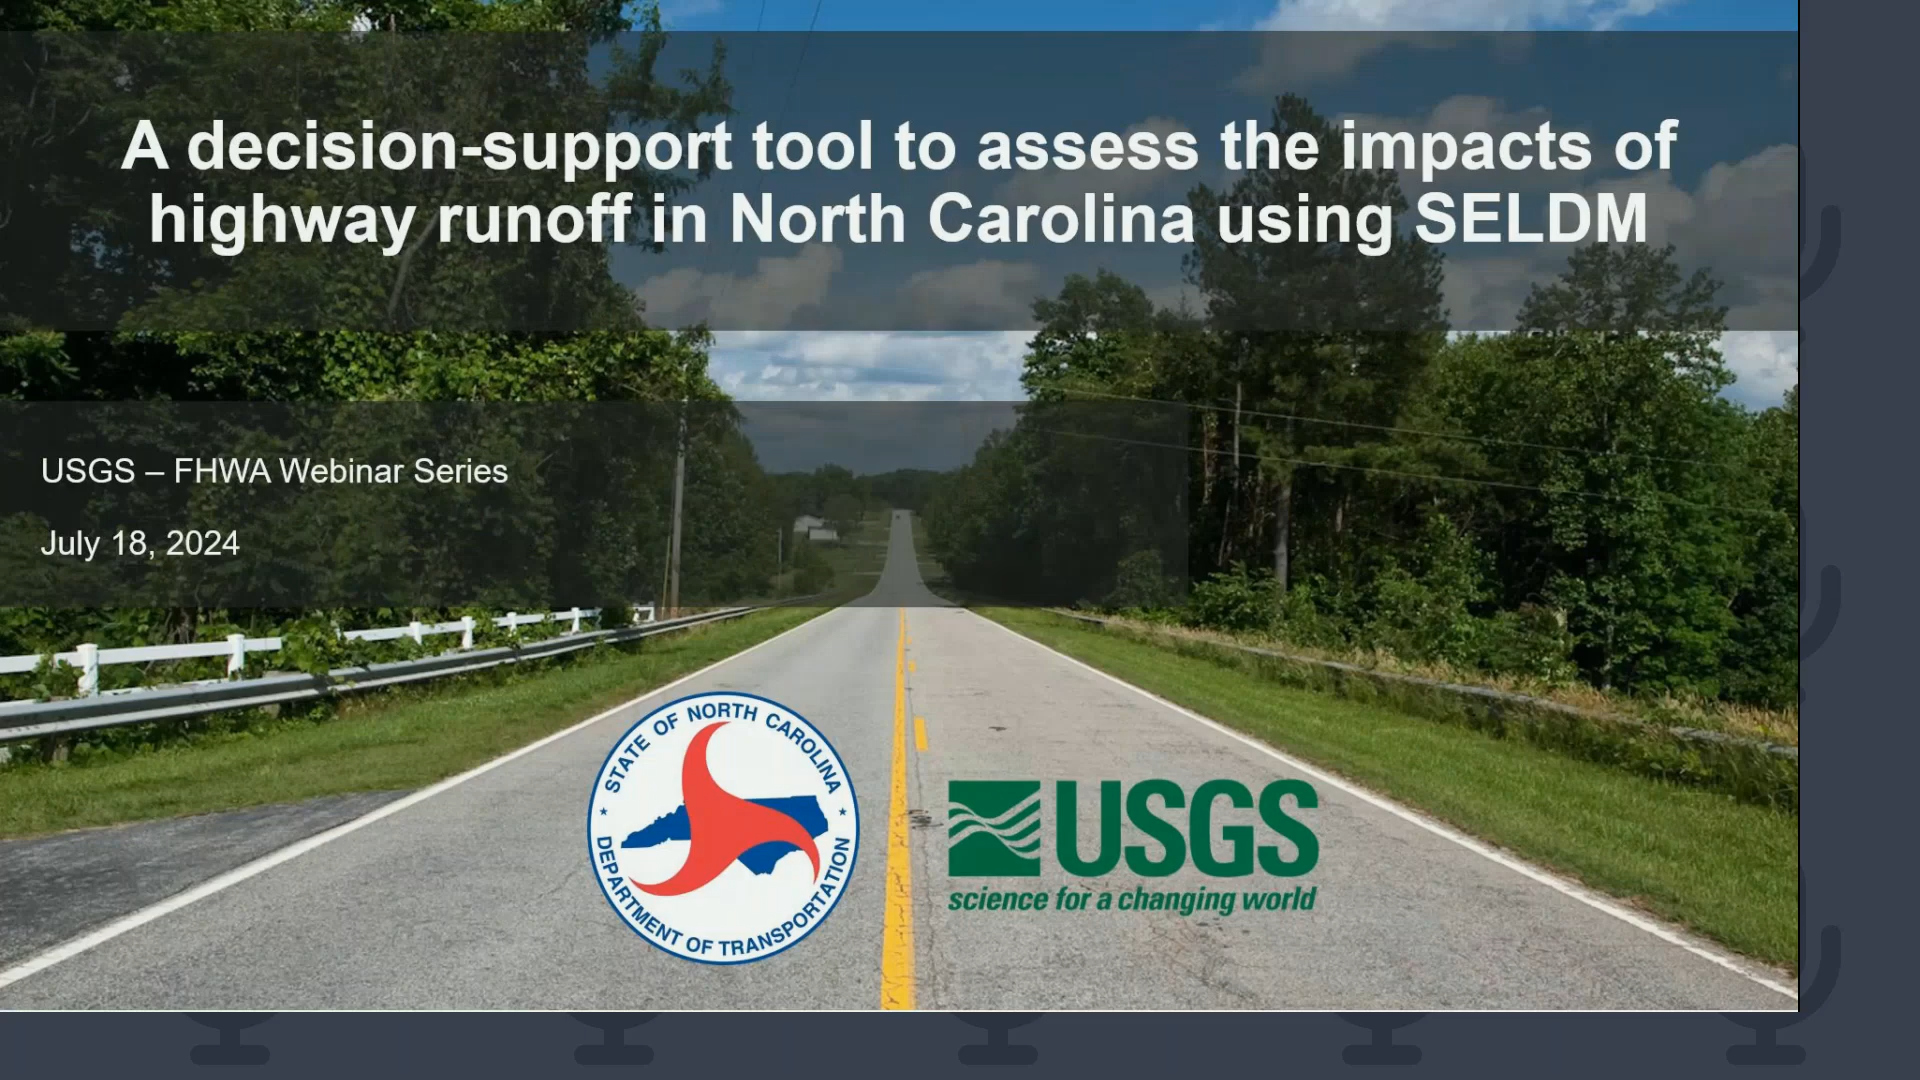 A decision-support tool to assess the impacts of
highway runoff in North Carolina using SELDM
USGS – FHWA Webinar Series
July 18, 2024
STATE OF NORTH CAROLINA
DEPARTMENT OF TRANSPORTATION
USGS
science for a changing world